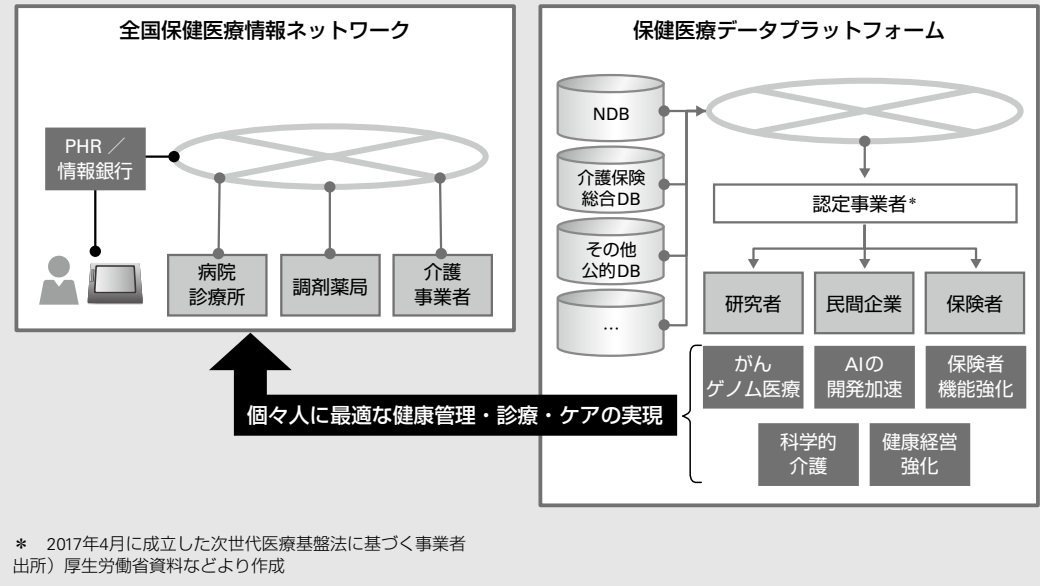 全国保健医療情報ネットワーク
PHR／
情報銀行
病院
診療所
調剤薬局
介護
事業者
保健医療データプラットフォーム
NDB
介護保険
総合DB
その他
公的DB
…
認定事業者*
研究者
民間企業
保険者
がん
ゲノム医療
AIの
開発加速
保険者
機能強化
科学的
介護
健康経営
強化
個々人に最適な健康管理・診療・ケアの実現
* 2017年4月に成立した次世代医療基盤法に基づく事業者
出所）厚生労働省資料などより作成